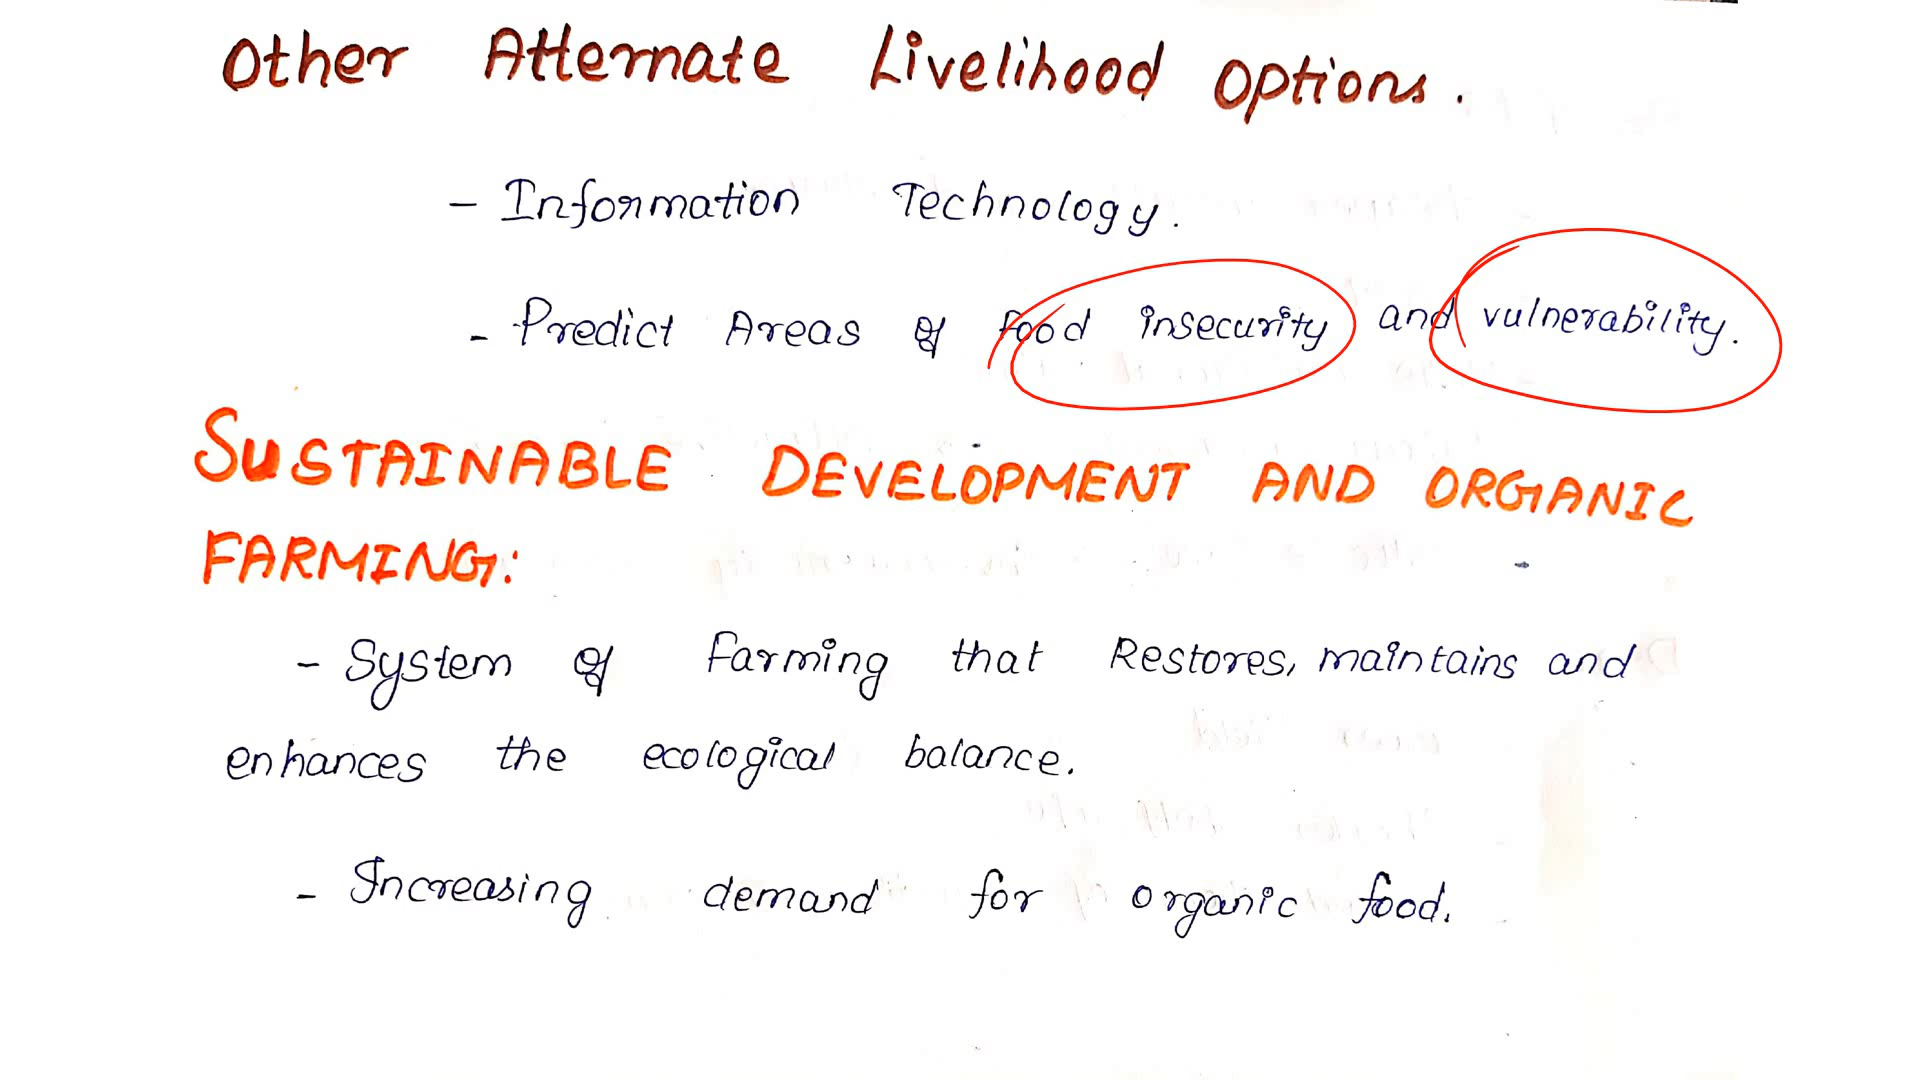 Other Alternate Livelihood Options.
- Information Technology.
- Predict Areas of food insecurity and vulnerability.
SUSTAINABLE DEVELOPMENT AND ORGANIC
FARMING:
- System of Farming that Restores, maintains and
enhances the ecological balance.
- Increasing demand for organic food.